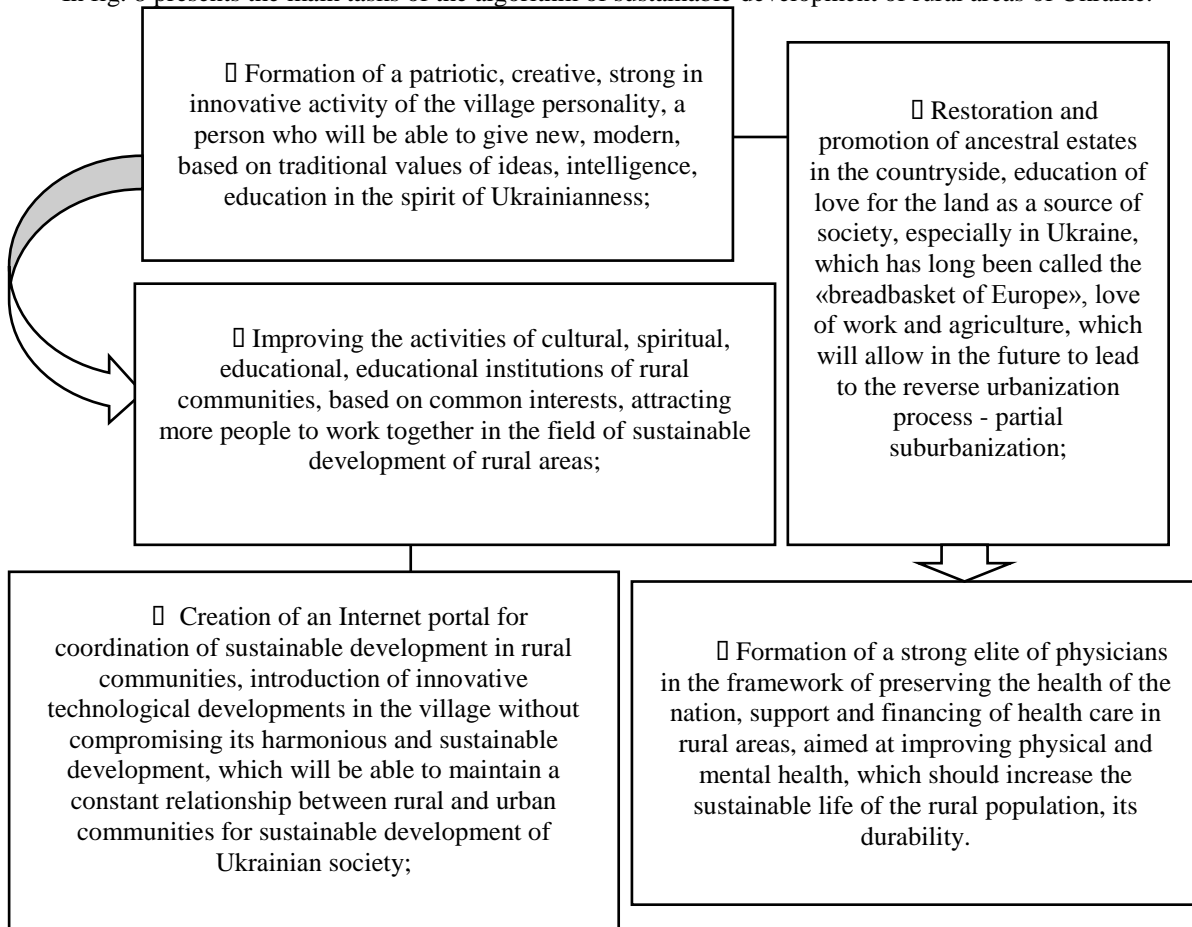 In fig. 6 presents the main tasks of the algorithm of sustainable development of rural areas of Ukraine.
▯ Formation of a patriotic, creative, strong in
innovative activity of the village personality, a
person who will be able to give new, modern,
based on traditional values of ideas, intelligence,
education in the spirit of Ukrainianness;
▯ Restoration and
promotion of ancestral estates
in the countryside, education of
love for the land as a source of
society, especially in Ukraine,
which has long been called the
«breadbasket of Europe», love
of work and agriculture, which
will allow in the future to lead
to the reverse urbanization
process - partial
suburbanization;
▯ Improving the activities of cultural, spiritual,
educational, educational institutions of rural
communities, based on common interests, attracting
more people to work together in the field of sustainable
development of rural areas;
▯ Creation of an Internet portal for
coordination of sustainable development in rural
communities, introduction of innovative
technological developments in the village without
compromising its harmonious and sustainable
development, which will be able to maintain a
constant relationship between rural and urban
communities for sustainable development of
Ukrainian society;
▯ Formation of a strong elite of physicians
in the framework of preserving the health of the
nation, support and financing of health care in
rural areas, aimed at improving physical and
mental health, which should increase the
sustainable life of the rural population, its
durability.